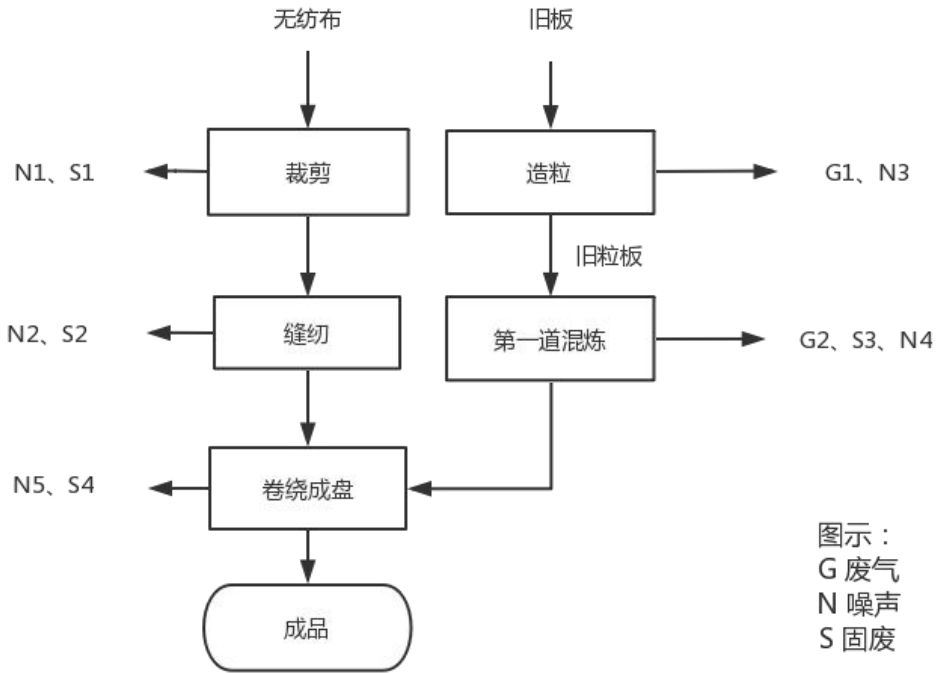 无纺布
旧板
N1、S1
裁剪
造粒
G1、N3
旧粒板
N2、S2
缝纫
第一道混炼
G2、S3、N4
N5、S4
卷绕成盘
成品
图示：
G 废气
N 噪声
S 固废